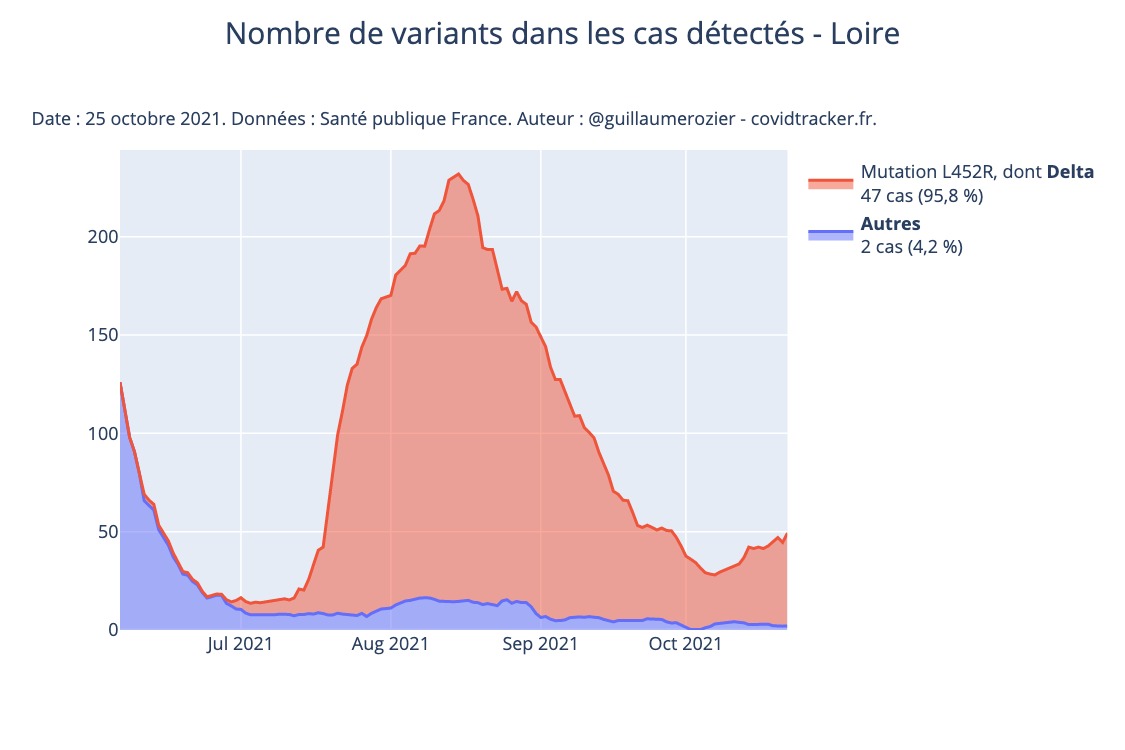 Nombre de variants dans les cas détectés - Loire
Date : 25 octobre 2021. Données : Santé publique France. Auteur : @guillaumerozier - covidtracker.fr.
Mutation L452R, dont Delta
47 cas (95,8 %)
Autres
2 cas (4,2 %)
200
150
100
50
0
Jul 2021
Aug 2021
Sep 2021
Oct 2021